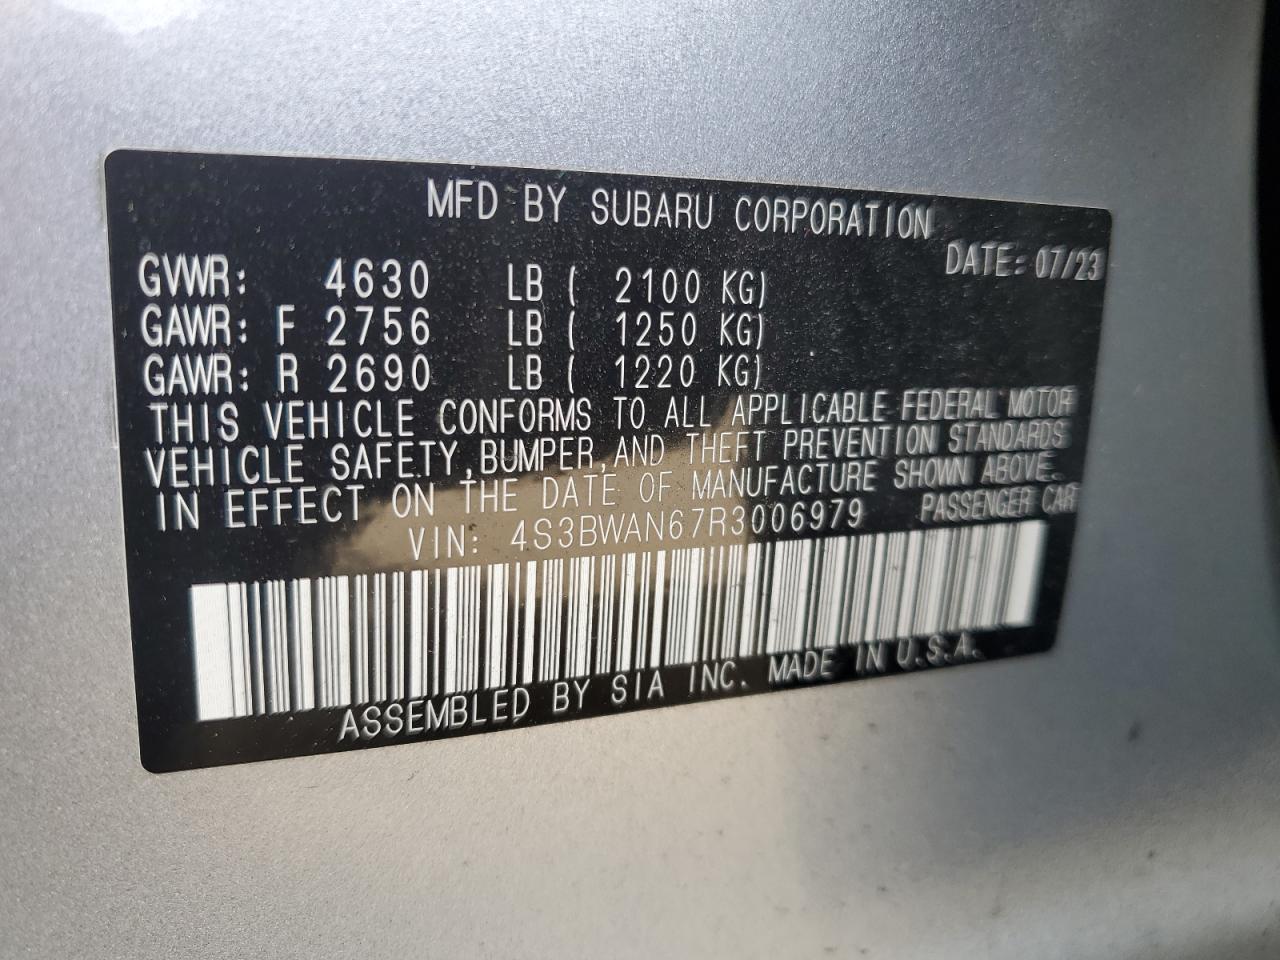 MFD BY SUBARU CORPORATION
DATE: 07/23
GVWR: 4630 LB ( 2100 KG)
GAWR: F 2756 LB ( 1250 KG)
GAWR: R 2690 LB ( 1220 KG)
THIS VEHICLE CONFORMS TO ALL APPLICABLE FEDERAL MOTOR
VEHICLE SAFETY, BUMPER, AND THEFT PREVENTION STANDARDS
IN EFFECT ON THE DATE OF MANUFACTURE SHOWN ABOVE.
VIN: 4S3BWAN67R3006979 PASSENGER CAR
ASSEMBLED BY SIA INC. MADE IN U.S.A.